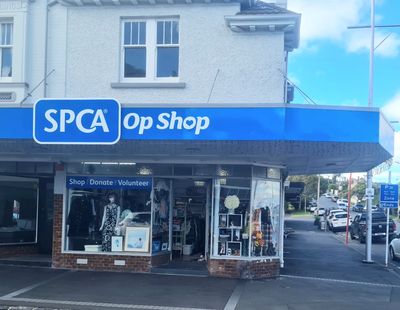 SPCA® Op Shop
Shop | Donate | Volunteer